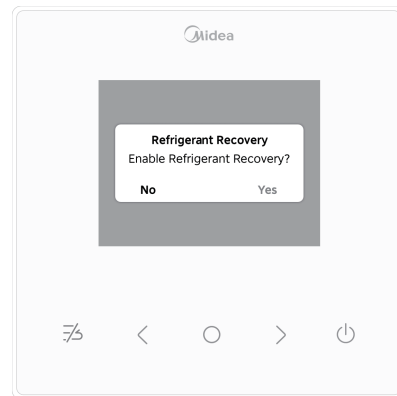 Midea
Refrigerant Recovery
Enable Refrigerant Recovery?
No Yes